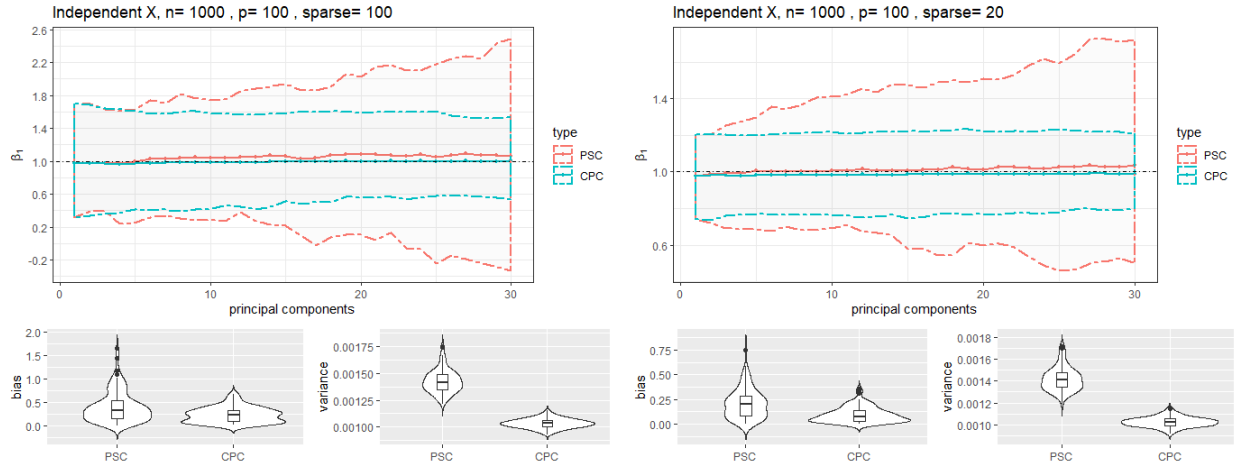 Independent X, n= 1000 , p= 100 , sparse= 100
2.6
2.2
1.8
1.4
1.0
0.6
0.2
-0.2
β1
0
10
20
30
principal components
type
PSC
CPC
Independent X, n= 1000 , p= 100 , sparse= 20
1.4
1.0
0.6
β1
0
10
20
30
principal components
type
PSC
CPC
2.0
1.5
1.0
0.5
0.0
bias
PSC
CPC
0.00175
0.00150
0.00125
0.00100
variance
PSC
CPC
0.75
0.50
0.25
0.00
bias
PSC
CPC
0.0018
0.0016
0.0014
0.0012
0.0010
variance
PSC
CPC